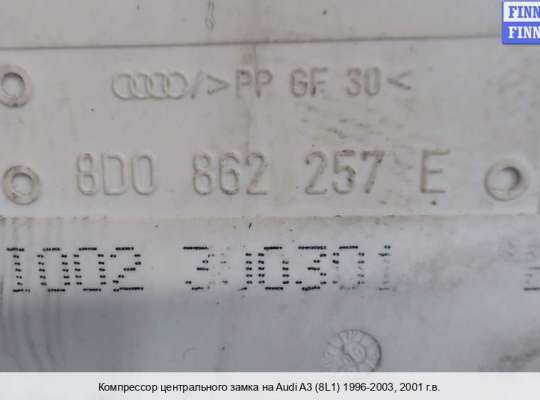 FINN
FINN
>PP GF 30<
8D0 862 257 E
1002 300301
Компрессор центрального замка на Audi A3 (8L1) 1996-2003, 2001 г.в.